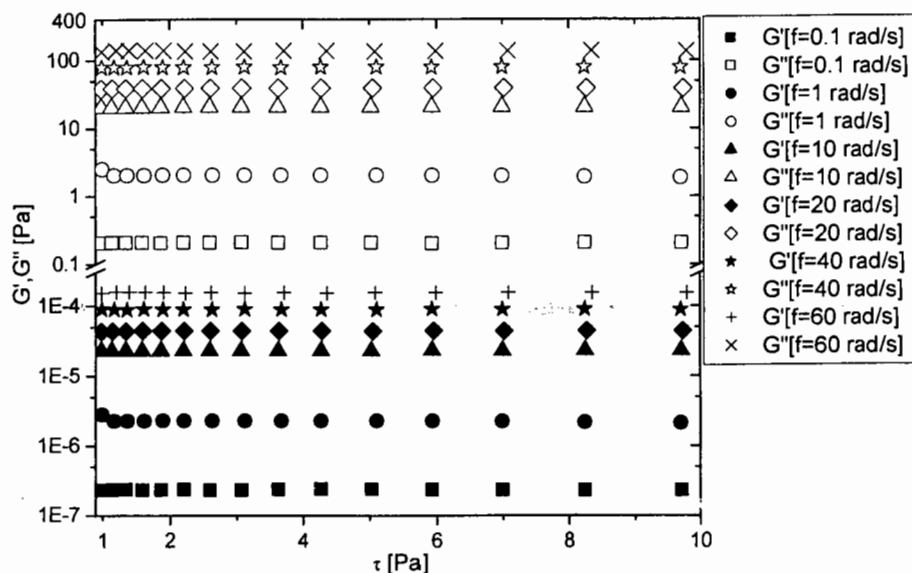 400
100
10
1
0.1
1E-4
1E-5
1E-6
1E-7
G',G'' [Pa]
1 2 4 6 8 10
τ [Pa]
G'[f=0.1 rad/s]
G''[f=0.1 rad/s]
G'[f=1 rad/s]
G''[f=1 rad/s]
G'[f=10 rad/s]
G''[f=10 rad/s]
G'[f=20 rad/s]
G''[f=20 rad/s]
G'[f=40 rad/s]
G''[f=40 rad/s]
G'[f=60 rad/s]
G''[f=60 rad/s]